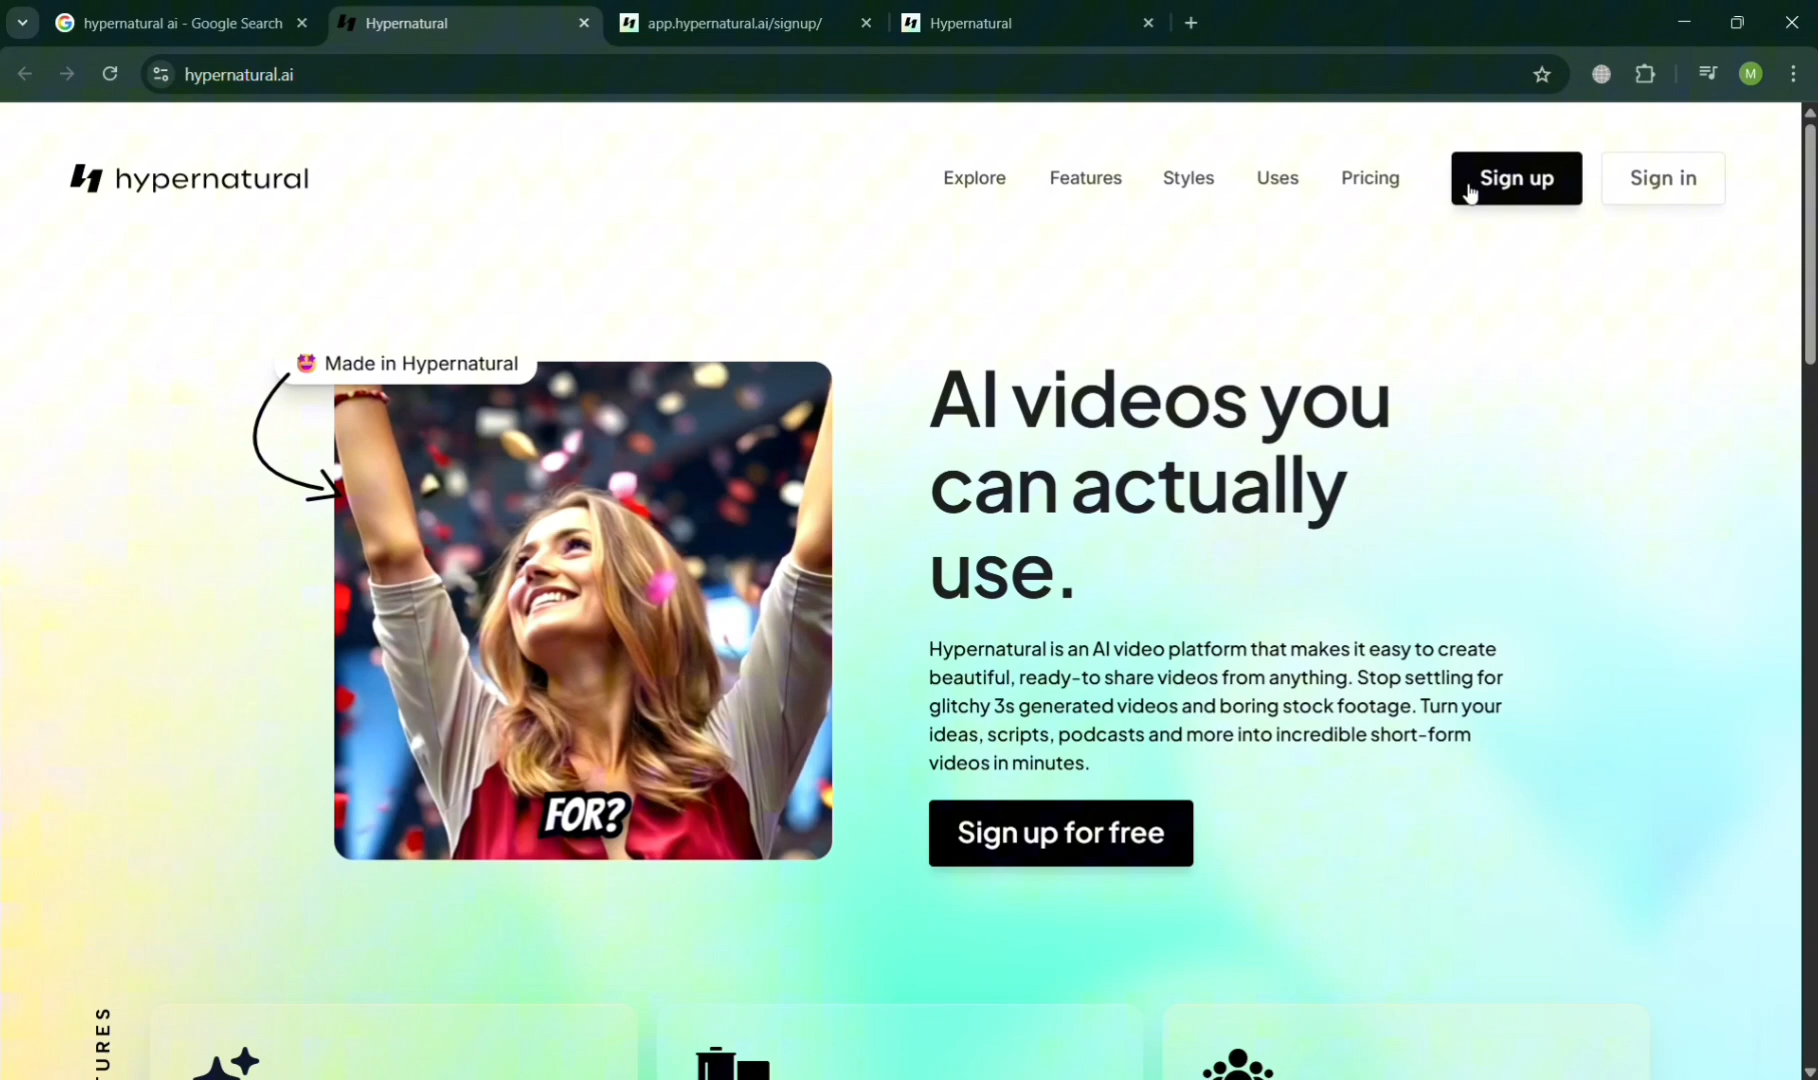 hypernatural ai - Google Search
Hypernatural
app.hypernatural.ai/signup/
Hypernatural
hypernatural.ai
M
hypernatural
Explore
Features
Styles
Uses
Pricing
Sign up
Sign in
Made in Hypernatural
FOR?
AI videos you
can actually
use.
Hypernatural is an AI video platform that makes it easy to create
beautiful, ready-to share videos from anything. Stop settling for
glitchy 3s generated videos and boring stock footage. Turn your
ideas, scripts, podcasts and more into incredible short-form
videos in minutes.
Sign up for free